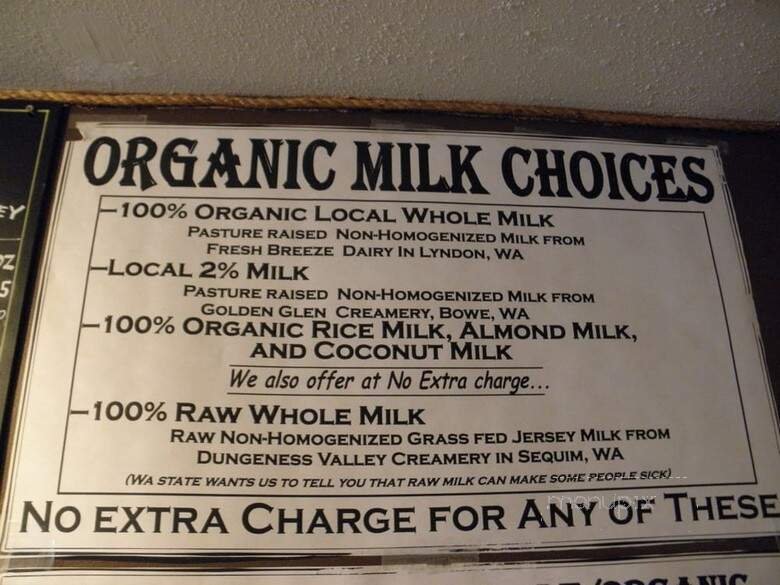 ORGANIC MILK CHOICES
–100% ORGANIC LOCAL WHOLE MILK
PASTURE RAISED NON-HOMOGENIZED MILK FROM
FRESH BREEZE DAIRY IN LYNDON, WA
–LOCAL 2% MILK
PASTURE RAISED NON-HOMOGENIZED MILK FROM
GOLDEN GLEN CREAMERY, BOWE, WA
–100% ORGANIC RICE MILK, ALMOND MILK,
AND COCONUT MILK
We also offer at No Extra charge...
–100% RAW WHOLE MILK
RAW NON-HOMOGENIZED GRASS FED JERSEY MILK FROM
DUNGENESS VALLEY CREAMERY IN SEQUIM, WA
(WA STATE WANTS US TO TELL YOU THAT RAW MILK CAN MAKE SOME PEOPLE SICK)
menupix
NO EXTRA CHARGE FOR ANY OF THESE